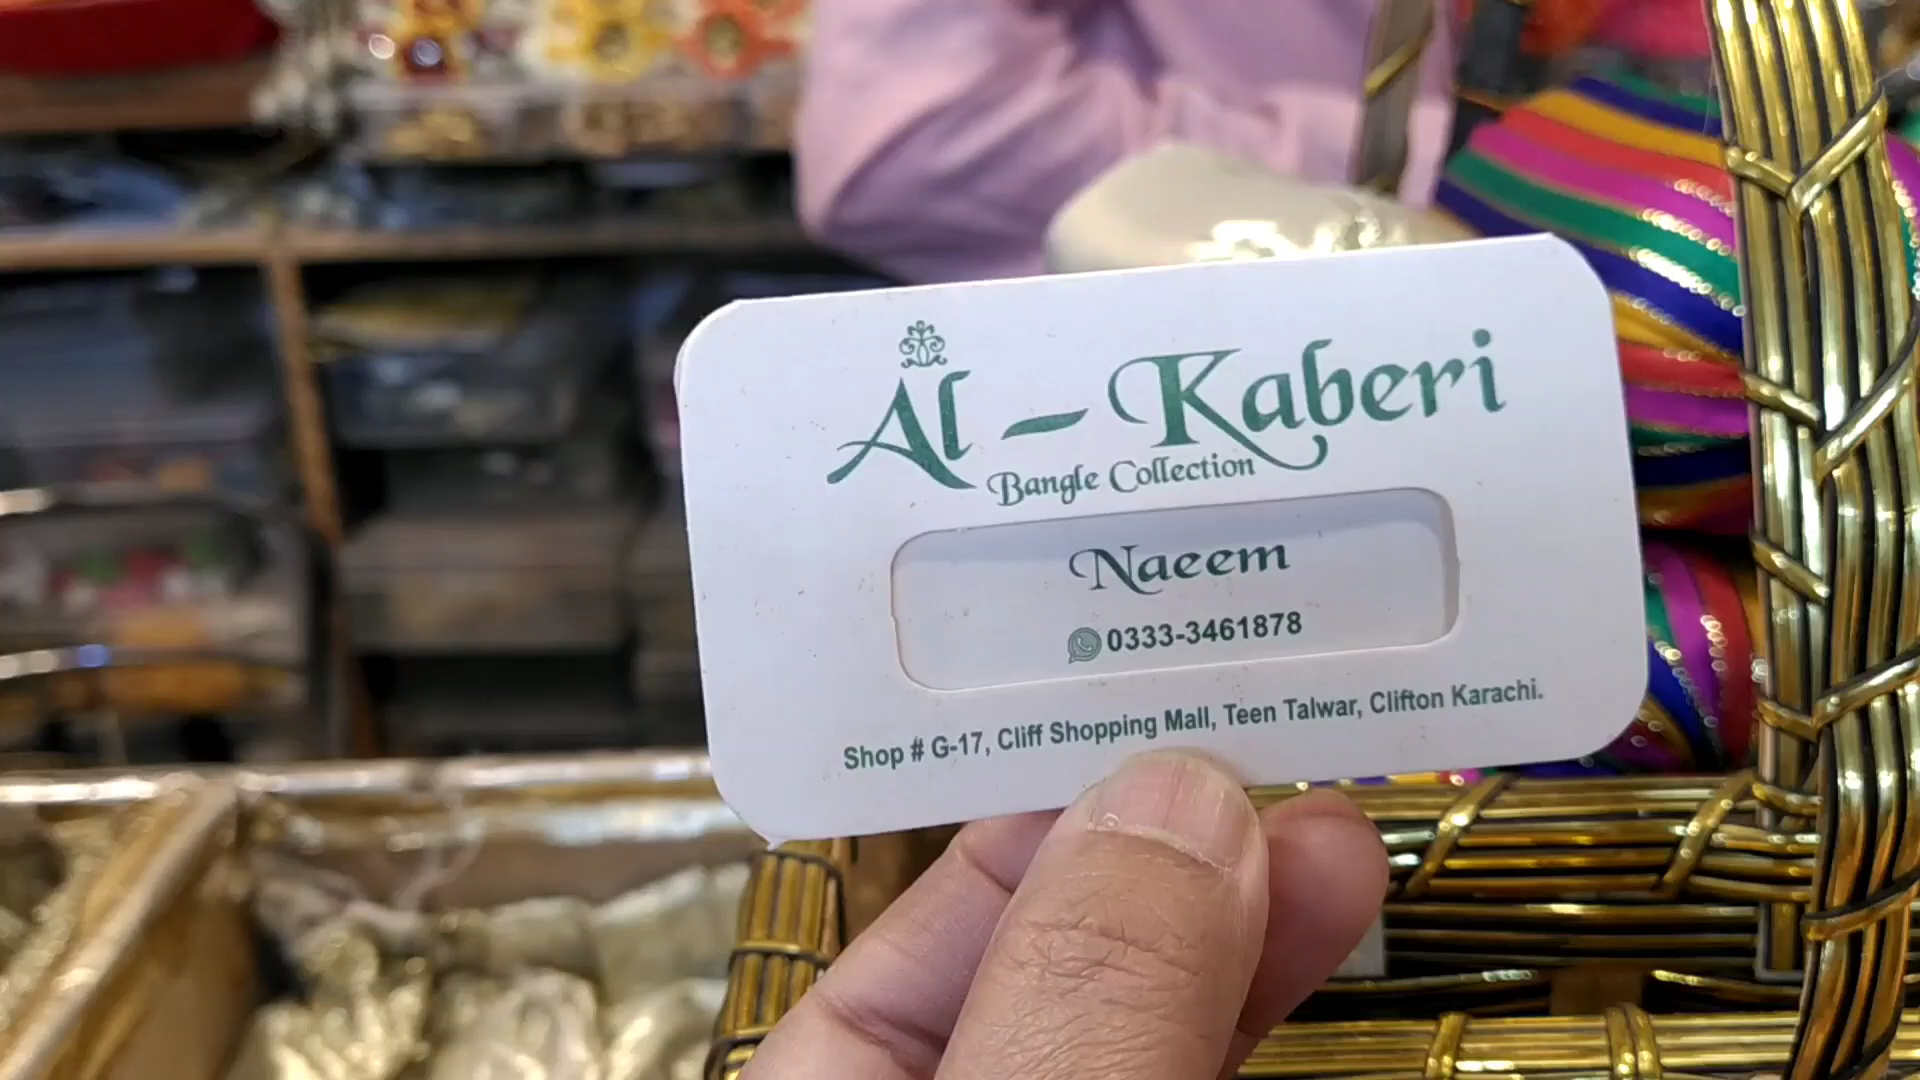 Al - Kaberi
Bangle Collection
Naeem
0333-3461878
Shop # G-17, Cliff Shopping Mall, Teen Talwar, Clifton Karachi.